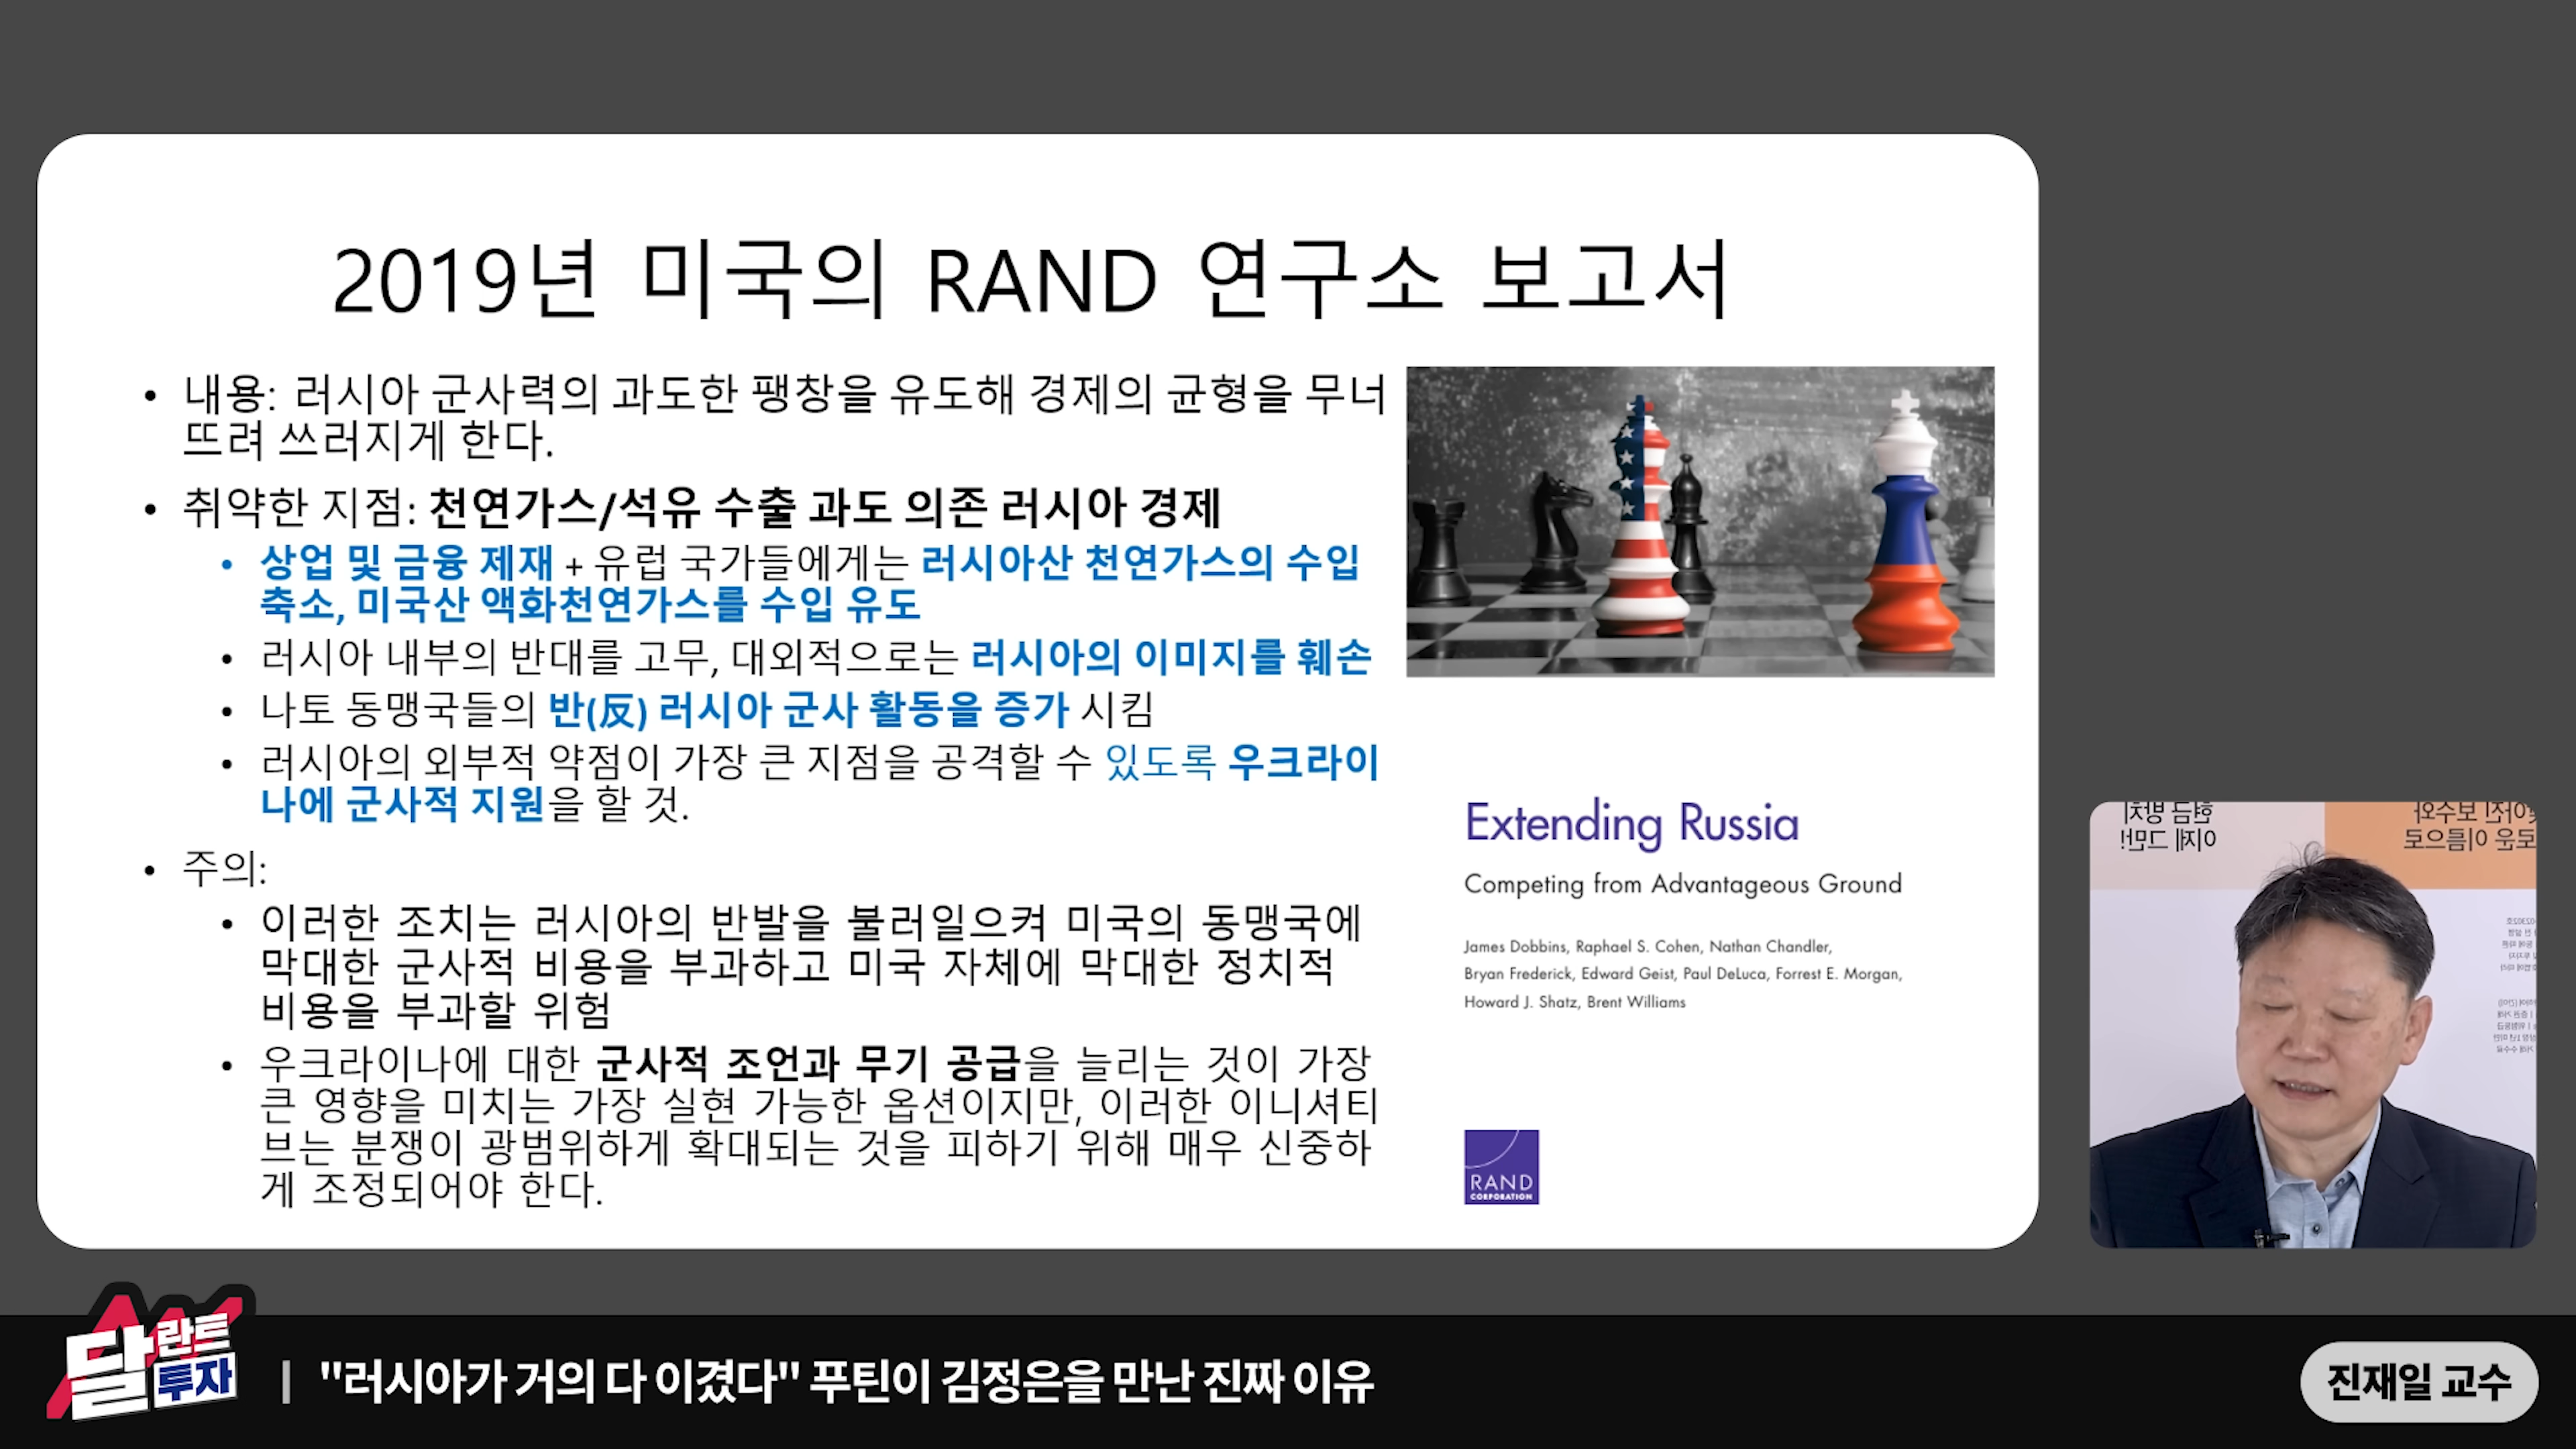 2019년 미국의 RAND 연구소 보고서
• 내용: 러시아 군사력의 과도한 팽창을 유도해 경제의 균형을 무너
뜨려 쓰러지게 한다.
• 취약한 지점: 천연가스/석유 수출 과도 의존 러시아 경제
• 상업 및 금융 제재 + 유럽 국가들에게는 러시아산 천연가스의 수입
축소, 미국산 액화천연가스를 수입 유도
• 러시아 내부의 반대를 고무, 대외적으로는 러시아의 이미지를 훼손
• 나토 동맹국들의 반(反) 러시아 군사 활동을 증가 시킴
• 러시아의 외부적 약점이 가장 큰 지점을 공격할 수 있도록 우크라이
나에 군사적 지원을 할 것.
• 주의:
• 이러한 조치는 러시아의 반발을 불러일으켜 미국의 동맹국에
막대한 군사적 비용을 부과하고 미국 자체에 막대한 정치적
비용을 부과할 위험
• 우크라이나에 대한 군사적 조언과 무기 공급을 늘리는 것이 가장
큰 영향을 미치는 가장 실현 가능한 옵션이지만, 이러한 이니셔티
브는 분쟁이 광범위하게 확대되는 것을 피하기 위해 매우 신중하
게 조정되어야 한다.
Extending Russia
Competing from Advantageous Ground
James Dobbins, Raphael S. Cohen, Nathan Chandler,
Bryan Frederick, Edward Geist, Paul DeLuca, Forrest E. Morgan,
Howard J. Shatz, Brent Williams
RAND
CORPORATION
현금 방치
이제 그만!
보수와
로운 이름으로
달란트
투자
| "러시아가 거의 다 이겼다" 푸틴이 김정은을 만난 진짜 이유
진재일 교수